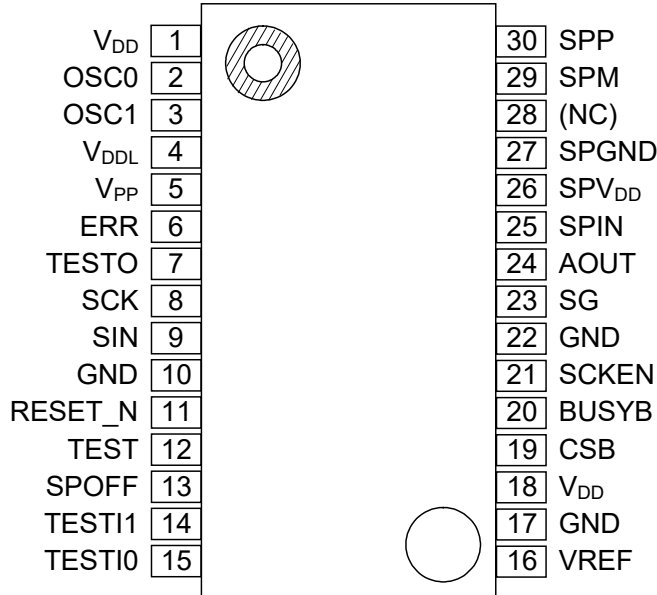 VDD 1 30 SPP
OSC0 2 29 SPM
OSC1 3 28 (NC)
VDDL 4 27 SPGND
VPP 5 26 SPVDD
ERR 6 25 SPIN
TESTO 7 24 AOUT
SCK 8 23 SG
SIN 9 22 GND
GND 10 21 SCKEN
RESET_N 11 20 BUSYB
TEST 12 19 CSB
SPOFF 13 18 VDD
TESTI1 14 17 GND
TESTI0 15 16 VREF